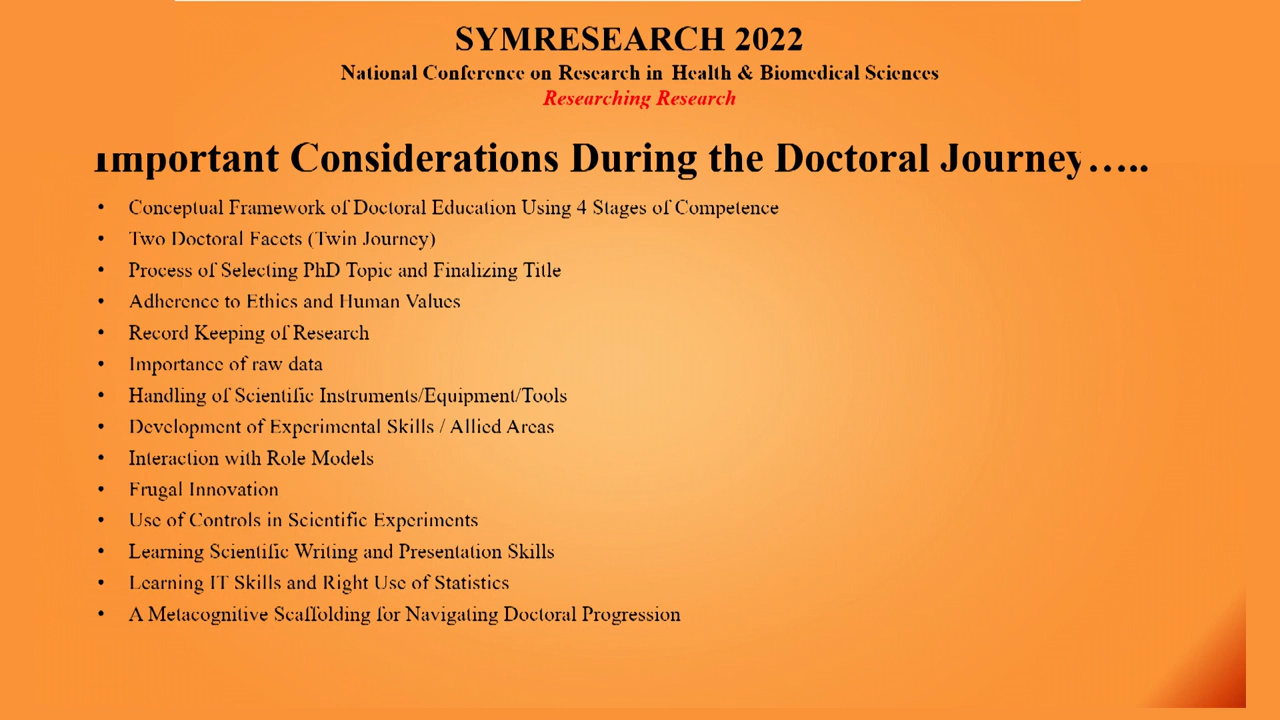 SYMRESEARCH 2022
National Conference on Research in Health & Biomedical Sciences
Researching Research
Important Considerations During the Doctoral Journey…..
• Conceptual Framework of Doctoral Education Using 4 Stages of Competence
• Two Doctoral Facets (Twin Journey)
• Process of Selecting PhD Topic and Finalizing Title
• Adherence to Ethics and Human Values
• Record Keeping of Research
• Importance of raw data
• Handling of Scientific Instruments/Equipment/Tools
• Development of Experimental Skills / Allied Areas
• Interaction with Role Models
• Frugal Innovation
• Use of Controls in Scientific Experiments
• Learning Scientific Writing and Presentation Skills
• Learning IT Skills and Right Use of Statistics
• A Metacognitive Scaffolding for Navigating Doctoral Progression